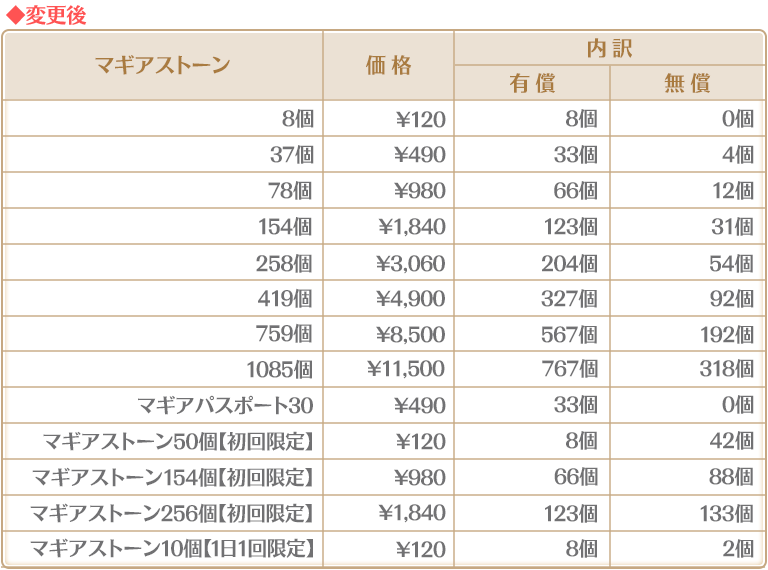 ◆変更後
マギアストーン 価格 内訳
有償 無償
8個 ¥120 8個 0個
37個 ¥490 33個 4個
78個 ¥980 66個 12個
154個 ¥1,840 123個 31個
258個 ¥3,060 204個 54個
419個 ¥4,900 327個 92個
759個 ¥8,500 567個 192個
1085個 ¥11,500 767個 318個
マギアパスポート30 ¥490 33個 0個
マギアストーン50個【初回限定】 ¥120 8個 42個
マギアストーン154個【初回限定】 ¥980 66個 88個
マギアストーン256個【初回限定】 ¥1,840 123個 133個
マギアストーン10個【1日1回限定】 ¥120 8個 2個